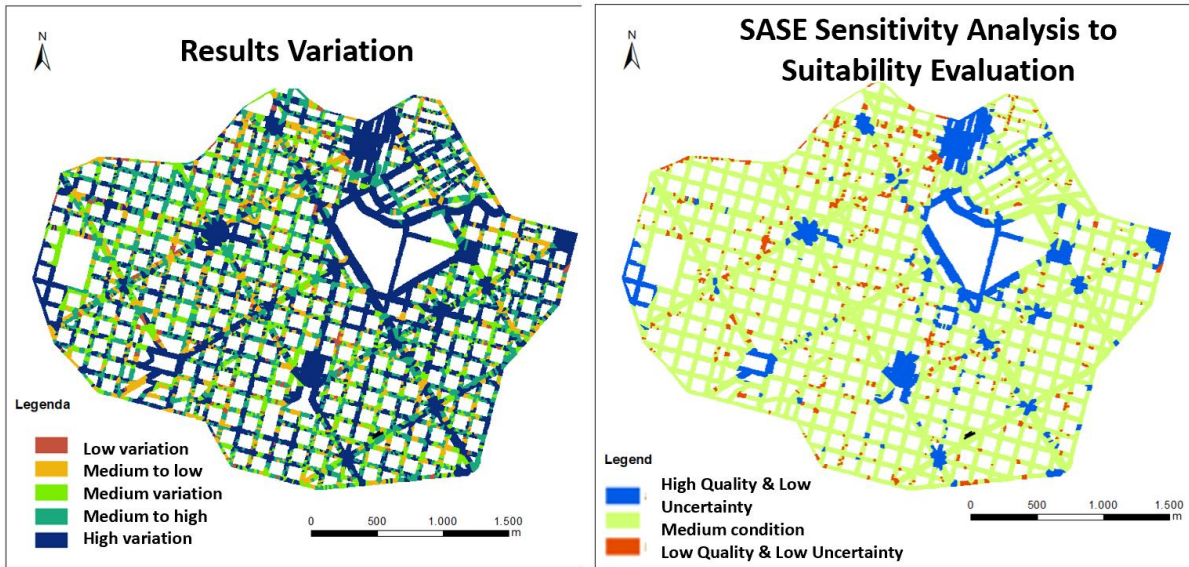 Results Variation
N
Legenda
Low variation
Medium to low
Medium variation
Medium to high
High variation
0 500 1.000 1.500
m
SASE Sensitivity Analysis to
Suitability Evaluation
N
Legend
High Quality & Low
Uncertainty
Medium condition
Low Quality & Low Uncertainty
0 500 1.000 1.500
m